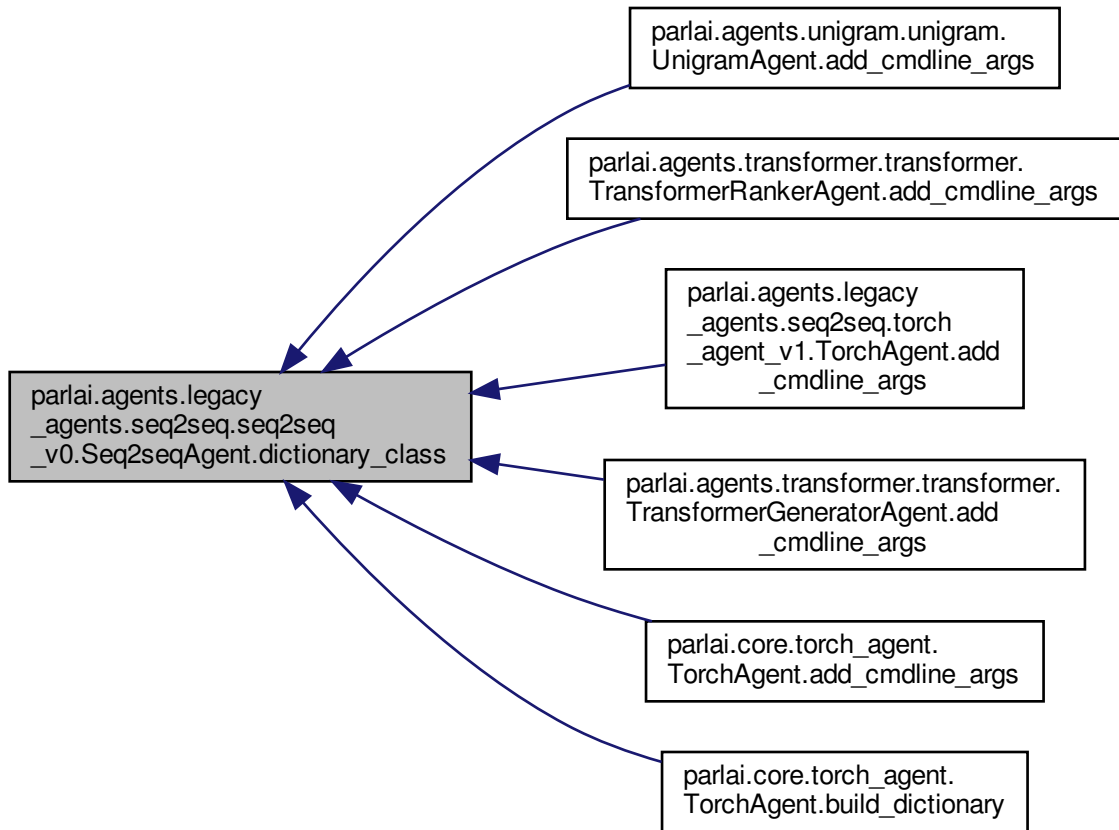 parlai.agents.unigram.unigram.
UnigramAgent.add_cmdline_args
parlai.agents.transformer.transformer.
TransformerRankerAgent.add_cmdline_args
parlai.agents.legacy
_agents.seq2seq.torch
_agent_v1.TorchAgent.add
_cmdline_args
parlai.agents.legacy
_agents.seq2seq.seq2seq
_v0.Seq2seqAgent.dictionary_class
parlai.agents.transformer.transformer.
TransformerGeneratorAgent.add
_cmdline_args
parlai.core.torch_agent.
TorchAgent.add_cmdline_args
parlai.core.torch_agent.
TorchAgent.build_dictionary